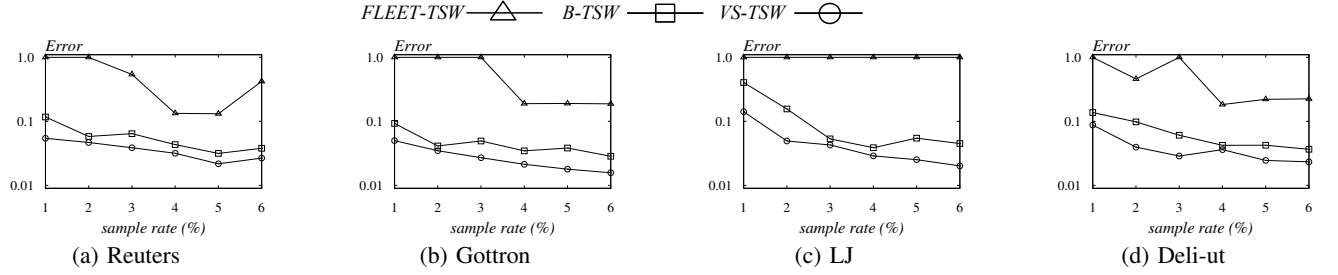 FLEET-TSW B-TSW VS-TSW
Error Error Error Error
1.0 1.0 1.0 1.0
0.1 0.1 0.1 0.1
0.01 0.01 0.01 0.01
1 2 3 4 5 6 1 2 3 4 5 6 1 2 3 4 5 6 1 2 3 4 5 6
sample rate (%) sample rate (%) sample rate (%) sample rate (%)
(a) Reuters (b) Gottron (c) LJ (d) Deli-ut